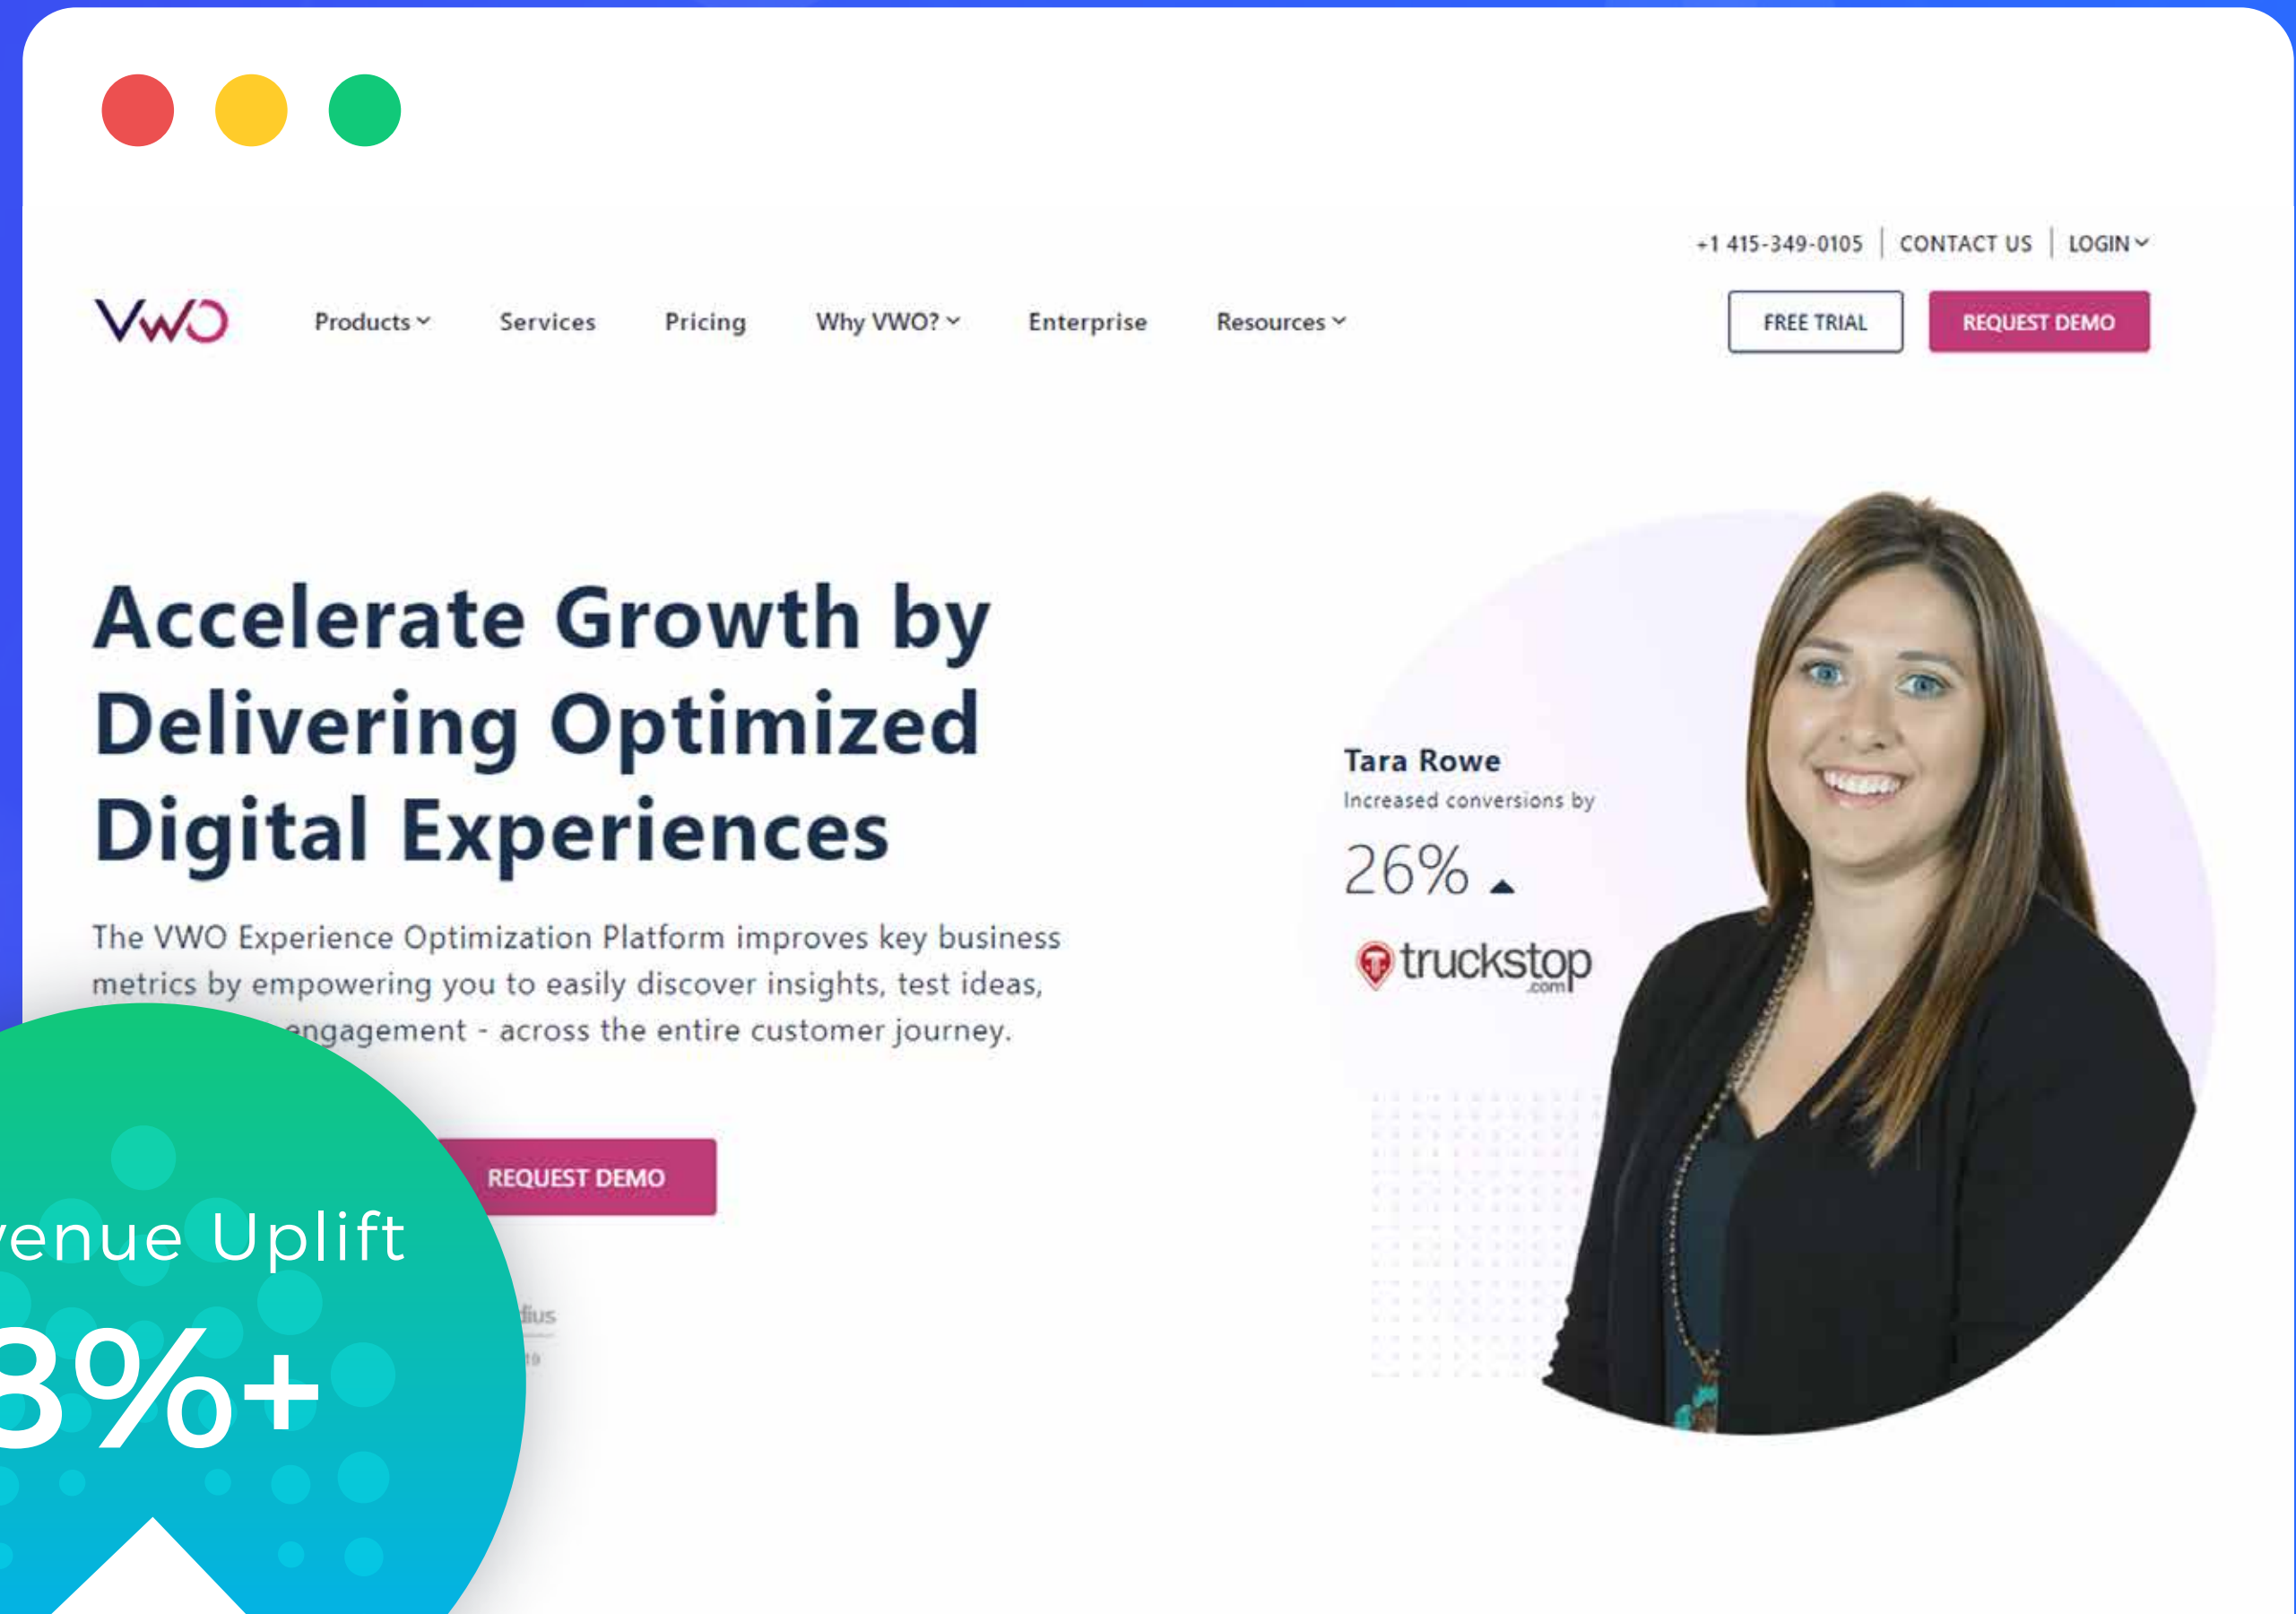 +1 415-349-0105 CONTACT US LOGIN
VWO Products Services Pricing Why VWO? Enterprise Resources FREE TRIAL REQUEST DEMO
Accelerate Growth by
Delivering Optimized
Digital Experiences
The VWO Experience Optimization Platform improves key business
metrics by empowering you to easily discover insights, test ideas,
- across the entire customer journey.
REQUEST DEMO
Tara Rowe
Increased conversions by
26%
truckstop
.com
Uplift